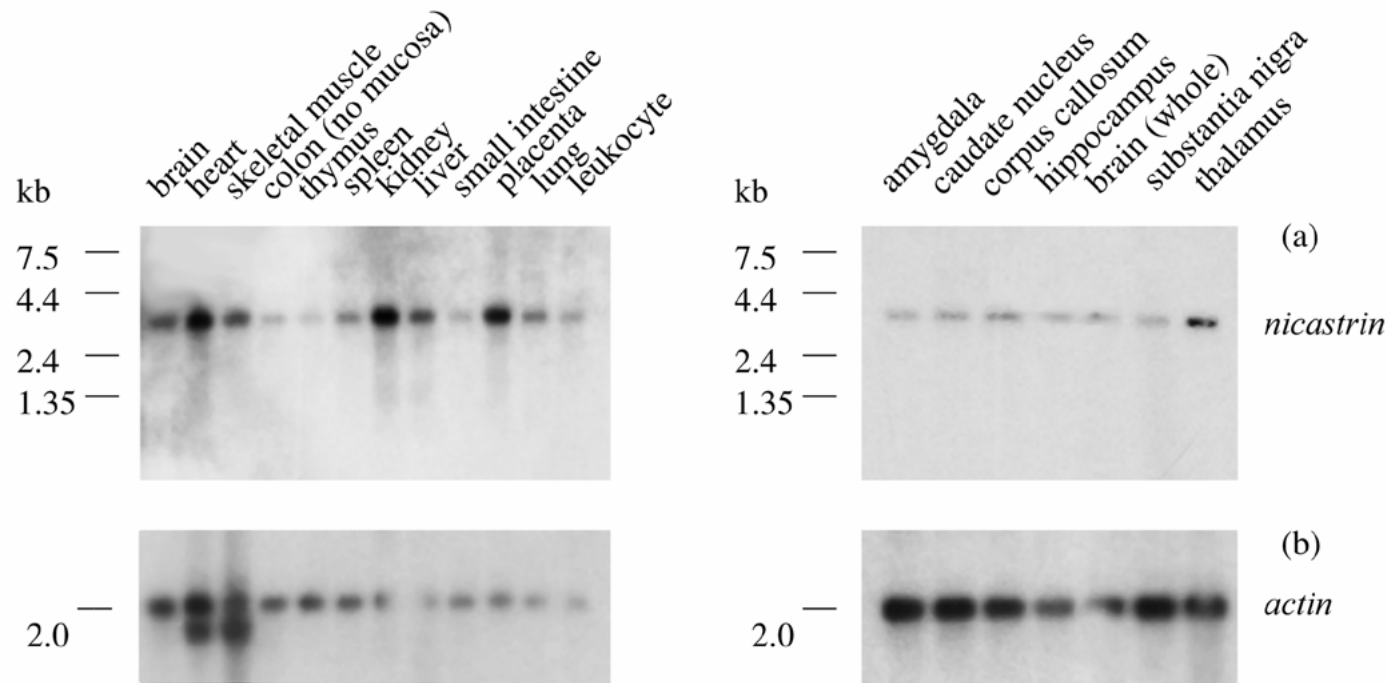 brain
heart
skeletal muscle
colon (no mucosa)
thymus
spleen
kidney
liver
small intestine
placenta
lung
leukocyte
kb
7.5
4.4
2.4
1.35
2.0
amygdala
caudate nucleus
corpus callosum
hippocampus
brain (whole)
substantia nigra
thalamus
kb
7.5
4.4
2.4
1.35
2.0
(a)
nicastrin
(b)
actin